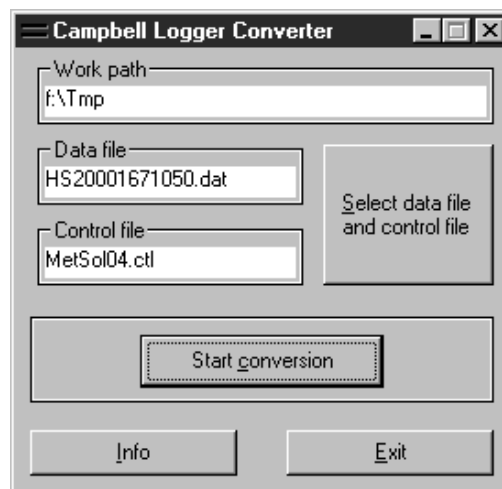 Campbell Logger Converter
Work path
f:\Tmp
Data file
HS20001671050.dat
Select data file
and control file
Control file
MetSol04.ctl
Start conversion
Info
Exit